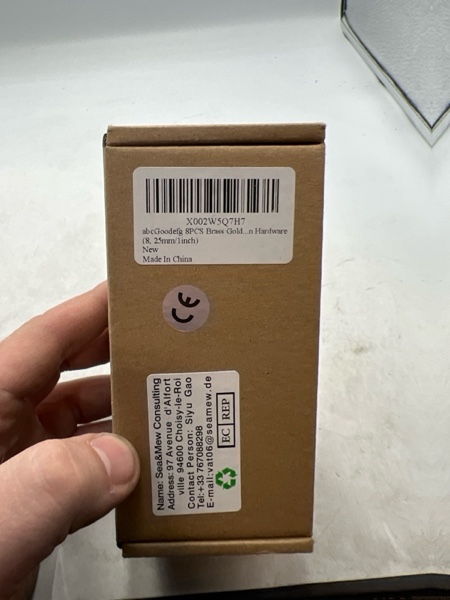 X002W5Q7H7
abcGoodefg 8PCS Brass Gold...n Hardware
(8, 25mm/1inch)
New
Made In China
CE
Name: Sea&Mew Consulting
Address: 97 Avenue d'Alfort
ville 94600 Choisy-le-Roi
Contact Person: Siyu Gao
Tel:+33 767088298
E-mail:vat06@seamew.de
EC REP